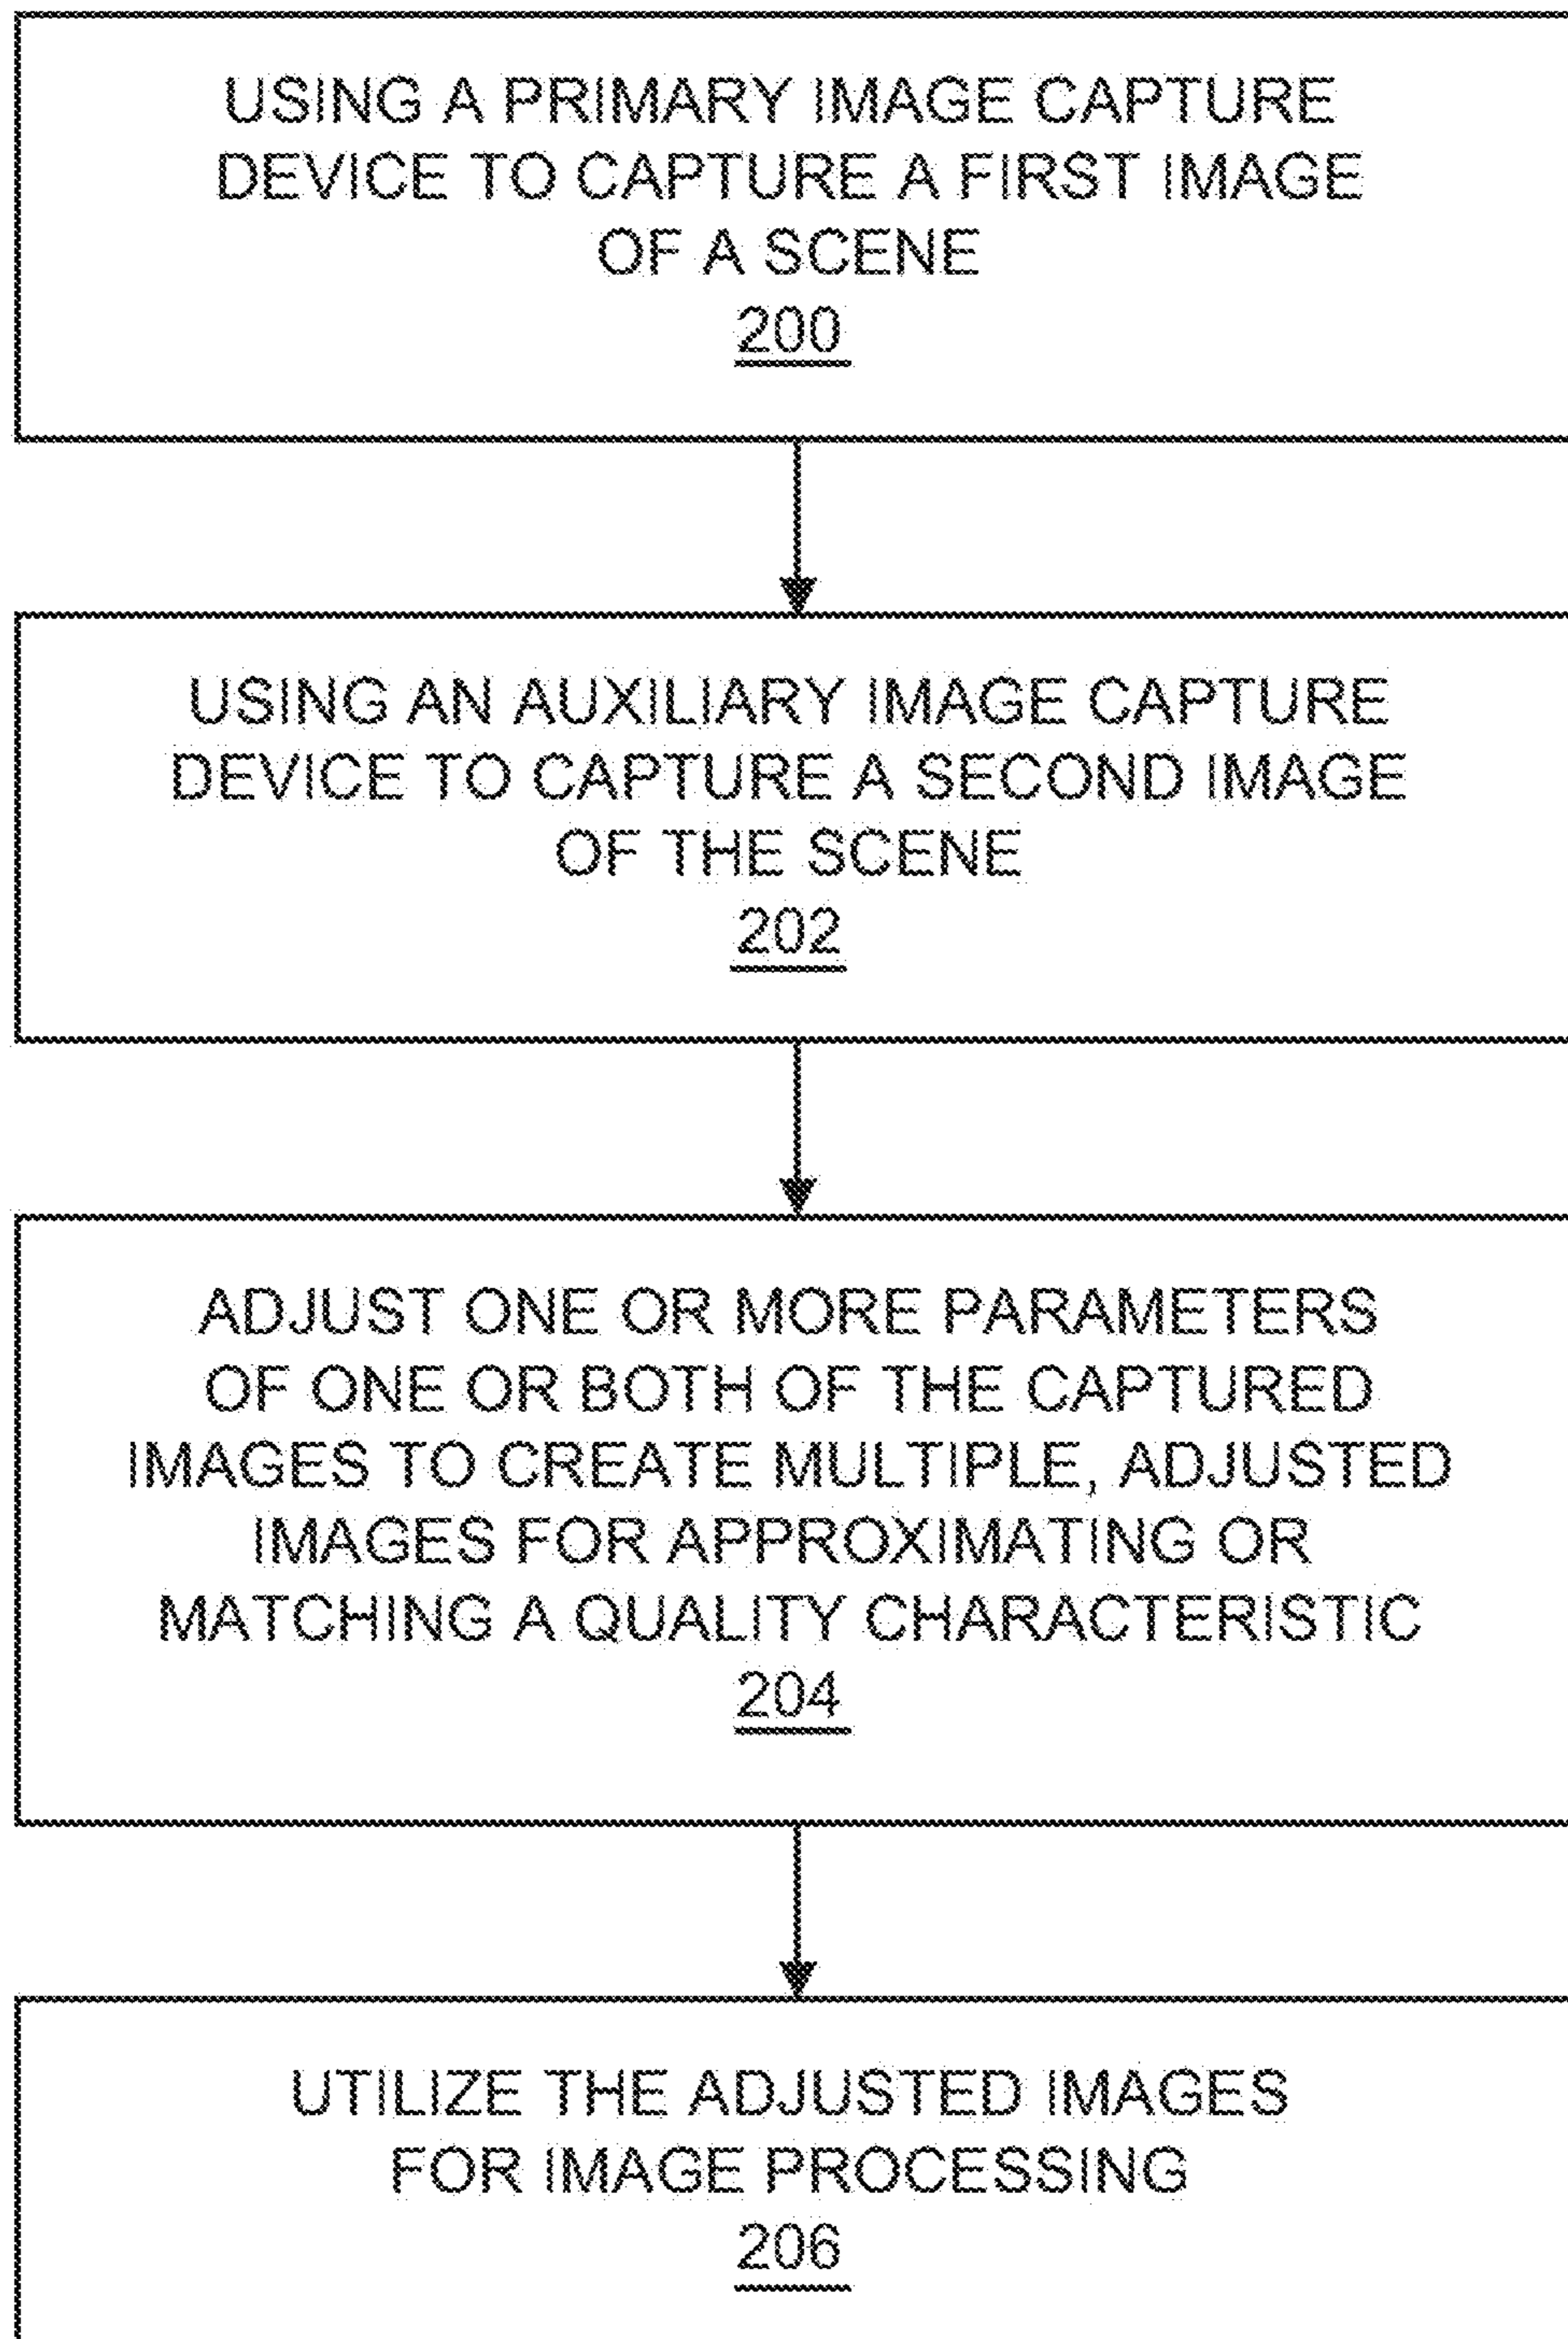 USING A PRIMARY IMAGE CAPTURE
DEVICE TO CAPTURE A FIRST IMAGE
OF A SCENE
200
USING AN AUXILIARY IMAGE CAPTURE
DEVICE TO CAPTURE A SECOND IMAGE
OF THE SCENE
202
ADJUST ONE OR MORE PARAMETERS
OF ONE OR BOTH OF THE CAPTURED
IMAGES TO CREATE MULTIPLE, ADJUSTED
IMAGES FOR APPROXIMATING OR
MATCHING A QUALITY CHARACTERISTIC
204
UTILIZE THE ADJUSTED IMAGES
FOR IMAGE PROCESSING
206